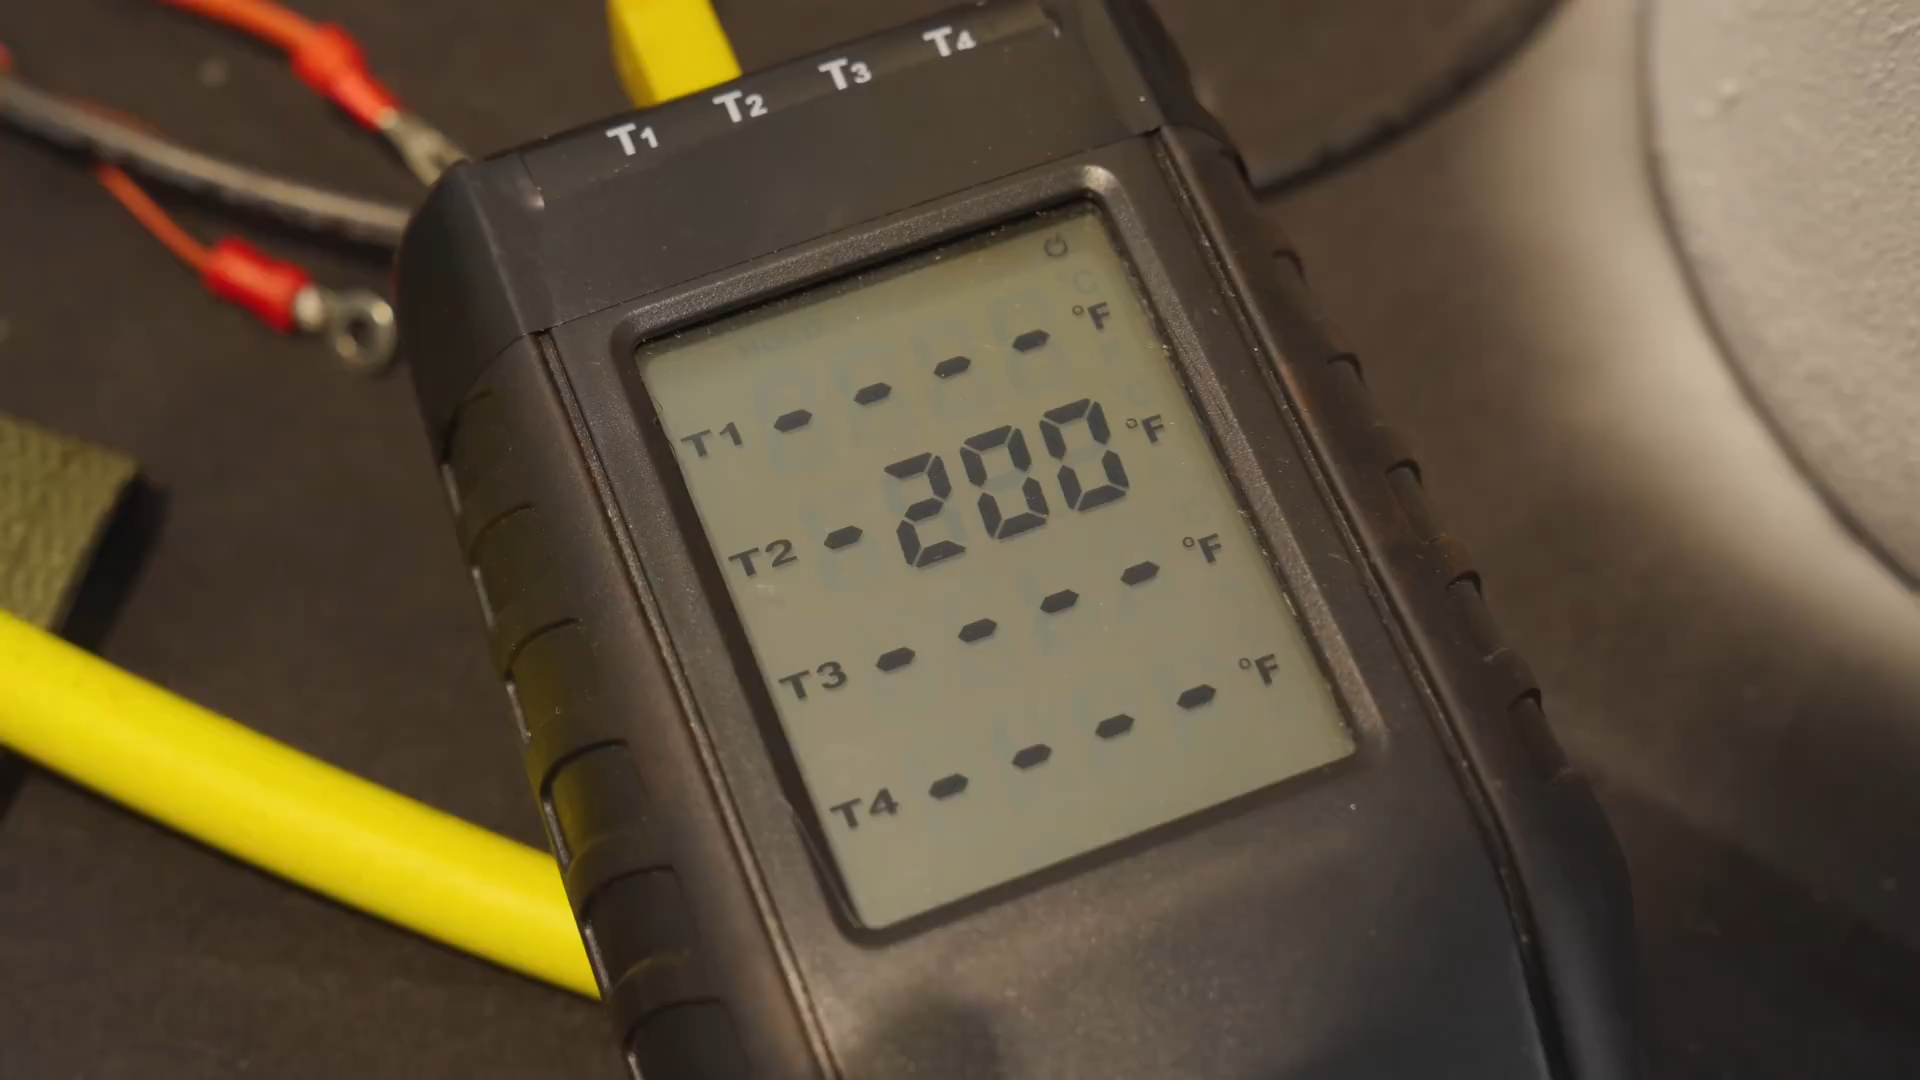 T1 T2 T3 T4
T1 - - - - °F
T2 -200 °F
T3 - - - - °F
T4 - - - - °F